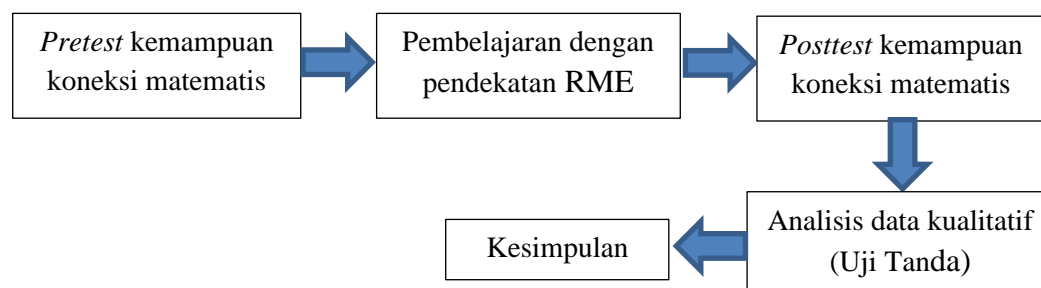 Pretest kemampuan
koneksi matematis
Pembelajaran dengan
pendekatan RME
Posttest kemampuan
koneksi matematis
Analisis data kualitatif
(Uji Tanda)
Kesimpulan